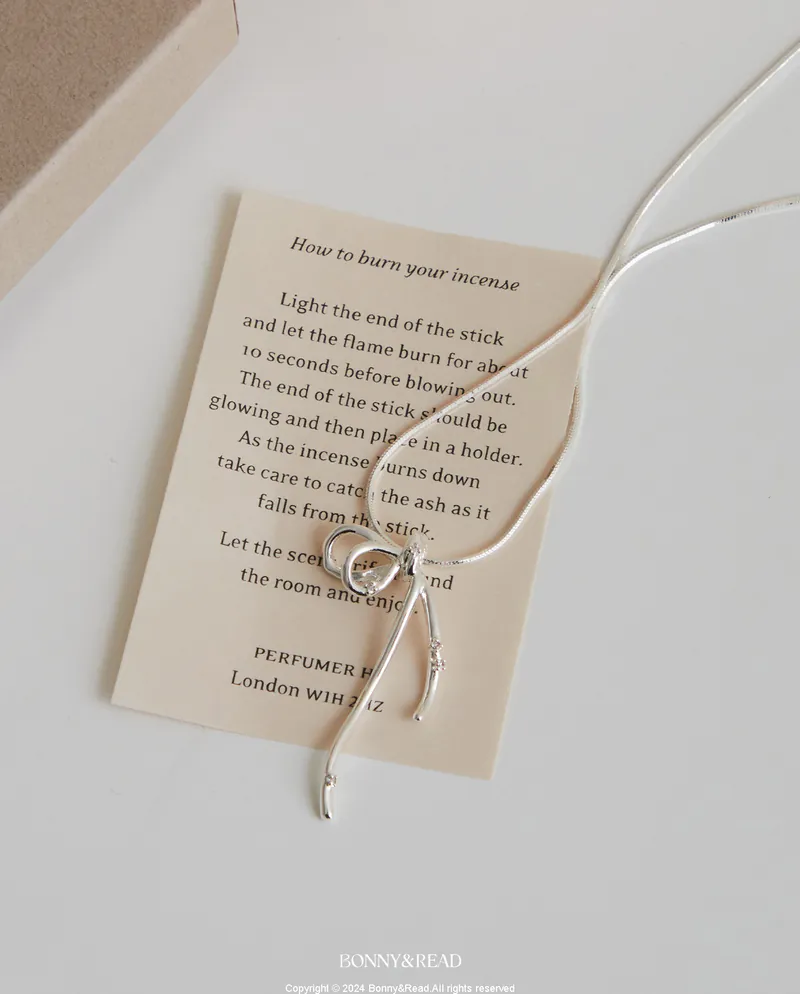 How to burn your incense
Light the end of the stick
and let the flame burn for about
10 seconds before blowing out.
The end of the stick should be
glowing and then place in a holder.
As the incense burns down
take care to catch the ash as it
falls from the stick.
Let the scent
the room and enjoy.
PERFUMER H
London W1H
BONNY&READ
Copyright © 2024 Bonny&Read.All rights reserved